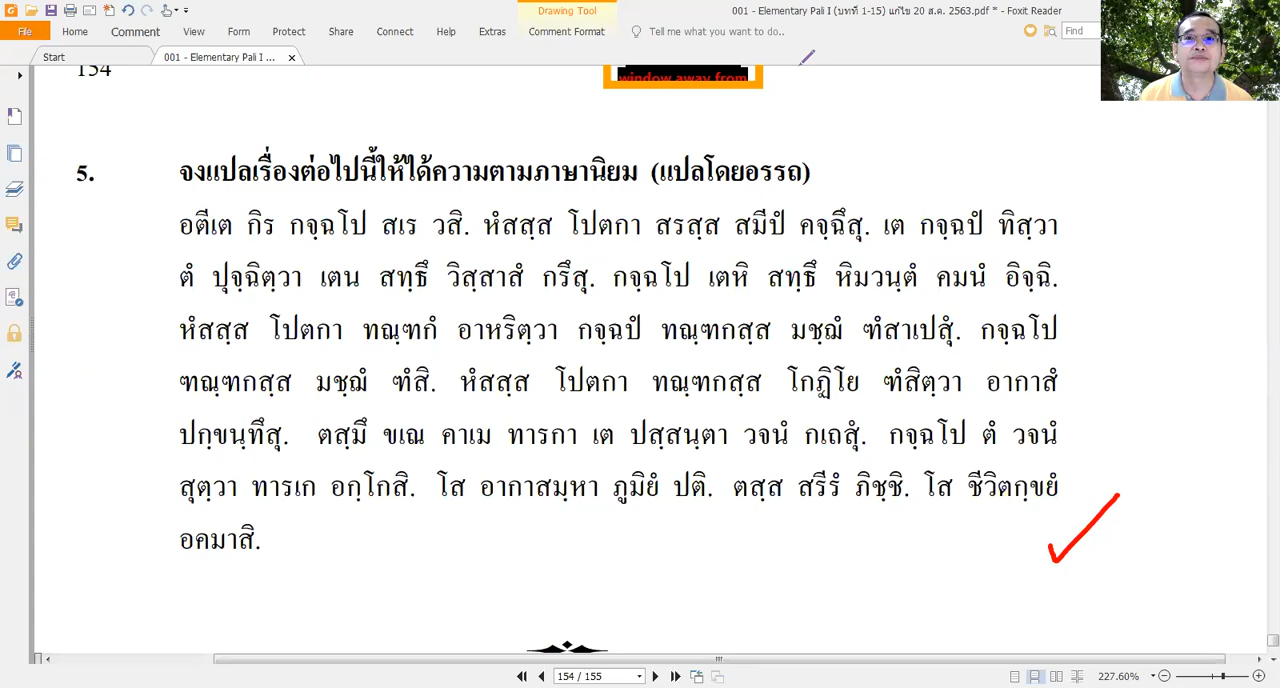 Drawing Tool
001 - Elementary Pali I (บทที่ 1-15) แก้ไข 20 ส.ค. 2563.pdf * - Foxit Reader
File Home Comment View Form Protect Share Connect Help Extras Comment Format Tell me what you want to do.. Find
Start 001 - Elementary Pali I ...
154
window away from
5. จงแปลเรื่องต่อไปนี้ให้ได้ความตามภาษานิยม (แปลโดยอรรถ)
อตีเต กิร กจฺฉโป สเร วสิ. หํสสฺส โปตกา สรสฺส สมีปํ คจฺฉึสุ. เต กจฺฉปํ ทิสฺวา
ตํ ปุจฺฉิตฺวา เตน สทฺธึ วิสฺสาสํ กรึสุ. กจฺฉโป เตหิ สทฺธึ หิมวนฺตํ คมนํ อิจฺฉิ.
หํสสฺส โปตกา ทณฺฑกํ อาหริตฺวา กจฺฉปํ ทณฺฑกสฺส มชฺฌํ ฑํสาเปสุํ. กจฺฉโป
ฑณฺฑกสฺส มชฺฌํ ฑํสิ. หํสสฺส โปตกา ทณฺฑกสฺส โกฏิโย ฑํสิตฺวา อากาสํ
ปกฺขนฺทึสุ. ตสฺมึ ขเณ คาเม ทารกา เต ปสฺสนฺตา วจนํ กเถสุํ. กจฺฉโป ตํ วจนํ
สุตฺวา ทารเก อกฺโกสิ. โส อากาสมฺหา ภูมิยํ ปติ. ตสฺส สรีรํ ภิชฺชิ. โส ชีวิตกฺขยํ
อคมาสิ.
154 / 155 227.60%